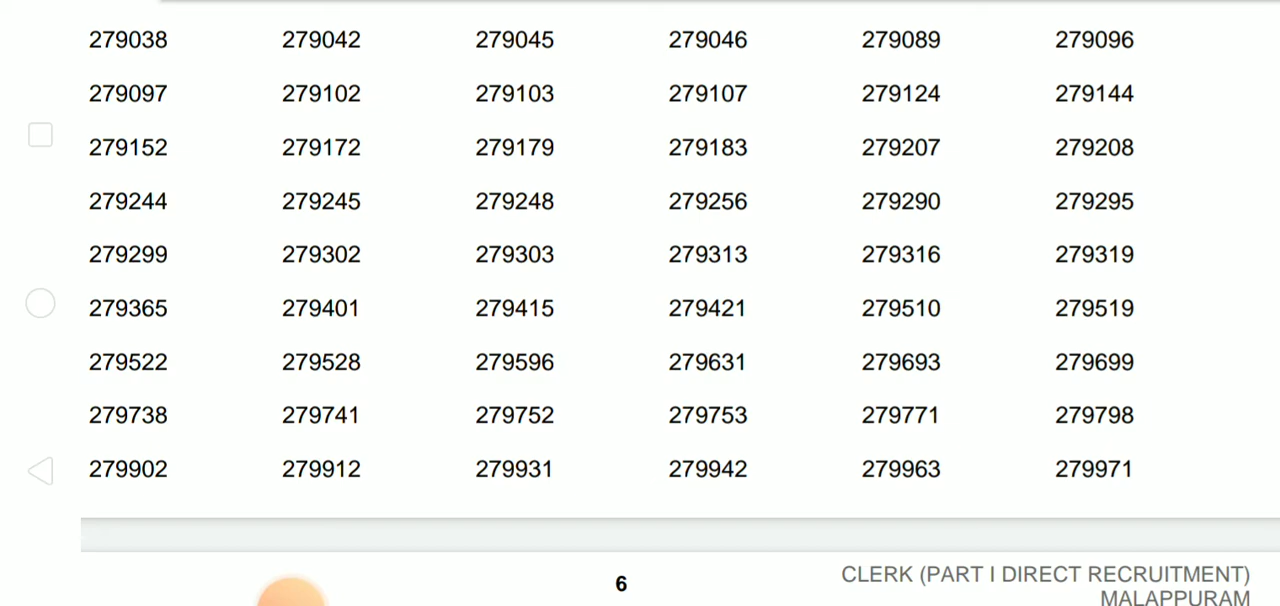 279038 279042 279045 279046 279089 279096
279097 279102 279103 279107 279124 279144
279152 279172 279179 279183 279207 279208
279244 279245 279248 279256 279290 279295
279299 279302 279303 279313 279316 279319
279365 279401 279415 279421 279510 279519
279522 279528 279596 279631 279693 279699
279738 279741 279752 279753 279771 279798
279902 279912 279931 279942 279963 279971
6
CLERK (PART I DIRECT RECRUITMENT)
MALAPPURAM